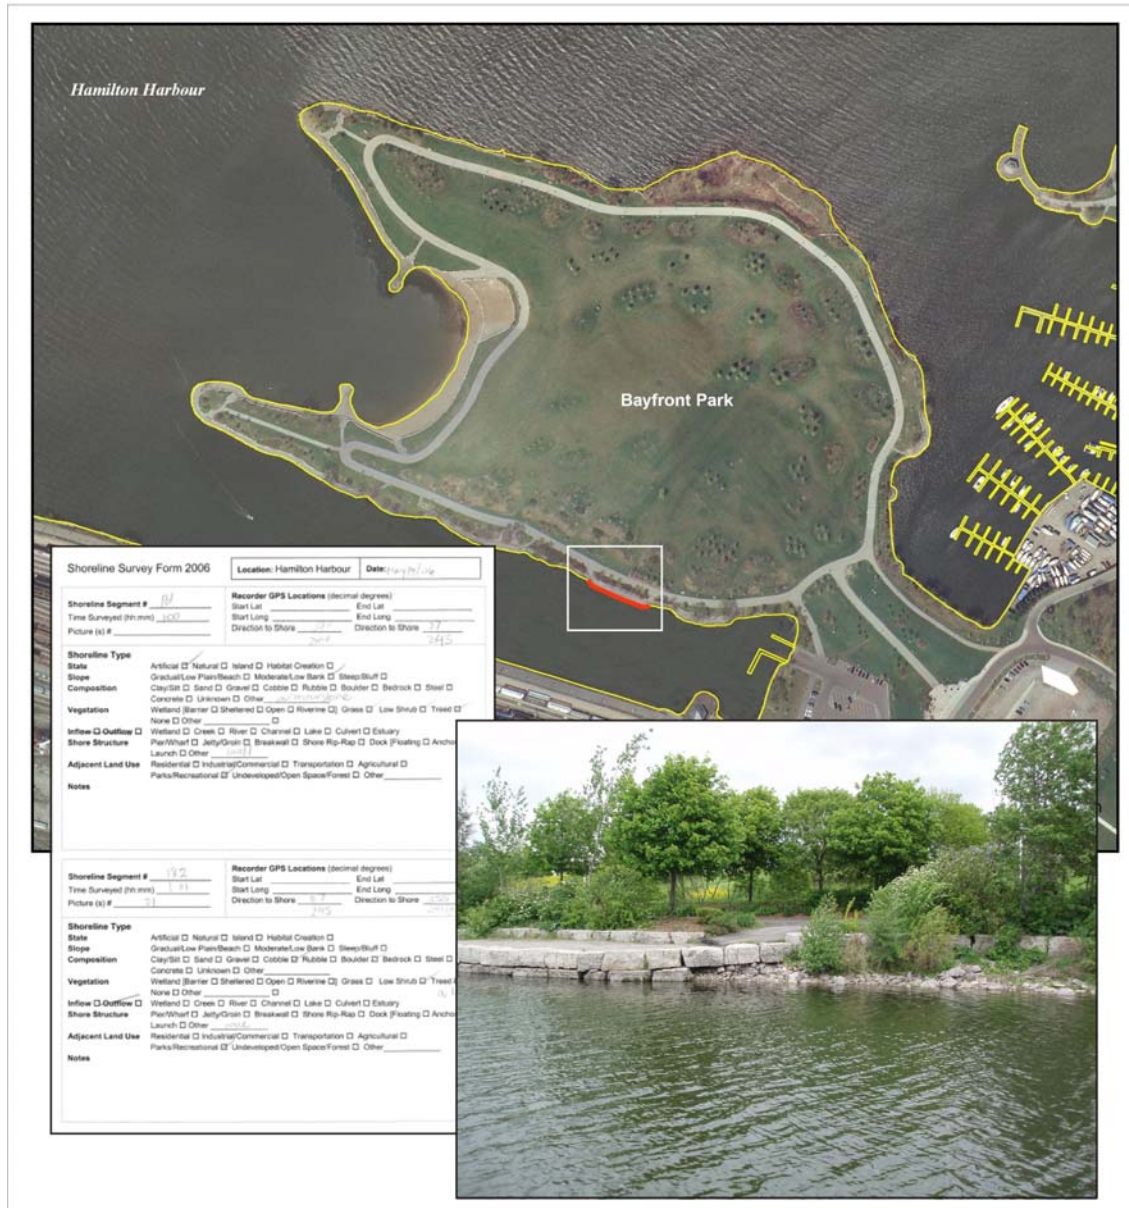 Hamilton Harbour
Bayfront Park
Shoreline Survey Form 2006
Location: Hamilton Harbour
Date:
Shoreline Segment #
Time Surveyed (hh:mm) 100
Picture (s) #
Recorder GPS Locations (decimal degrees)
Start Lat End Lat
Start Long End Long
Direction to Shore Direction to Shore 27
245
Shoreline Type
State Artificial ☑ Natural ☐ Island ☐ Habitat Creation ☐
Slope Gradual/Low Plain/Beach ☐ Moderate/Low Bank ☑ Steep/Bluff ☐
Composition Clay/Silt ☐ Sand ☐ Gravel ☐ Cobble ☐ Rubble ☐ Boulder ☐ Bedrock ☐ Steel ☐
Concrete ☐ Unknown ☐ Other armourstone
Vegetation Wetland [Barrier ☐ Sheltered ☐ Open ☐ Riverine ☐] Grass ☐ Low Shrub ☐ Treed ☑
None ☐ Other ☐
Inflow ☐ Outflow ☐ Wetland ☐ Creek ☐ River ☐ Channel ☐ Lake ☐ Culvert ☐ Estuary
Shore Structure Pier/Wharf ☐ Jetty/Groin ☐ Breakwall ☐ Shore Rip-Rap ☐ Dock [Floating ☐ Ancho
Launch ☐ Other wall
Adjacent Land Use Residential ☐ Industrial/Commercial ☐ Transportation ☐ Agricultural ☐
Parks/Recreational ☑ Undeveloped/Open Space/Forest ☐ Other
Notes
Shoreline Segment # 182
Time Surveyed (hh:mm)
Picture (s) # 71
Recorder GPS Locations (decimal degrees)
Start Lat End Lat
Start Long End Long
Direction to Shore 27 Direction to Shore
245
Shoreline Type
State Artificial ☐ Natural ☐ Island ☐ Habitat Creation ☐
Slope Gradual/Low Plain/Beach ☐ Moderate/Low Bank ☐ Steep/Bluff ☐
Composition Clay/Silt ☐ Sand ☐ Gravel ☐ Cobble ☑ Rubble ☐ Boulder ☑ Bedrock ☐ Steel ☐
Concrete ☐ Unknown ☐ Other
Vegetation Wetland [Barrier ☐ Sheltered ☐ Open ☐ Riverine ☐] Grass ☐ Low Shrub ☐ Treed
None ☐ Other ☐
Inflow ☐ Outflow ☐ Wetland ☐ Creek ☐ River ☐ Channel ☐ Lake ☐ Culvert ☐ Estuary
Shore Structure Pier/Wharf ☐ Jetty/Groin ☐ Breakwall ☐ Shore Rip-Rap ☐ Dock [Floating ☐ Ancho
Launch ☐ Other
Adjacent Land Use Residential ☐ Industrial/Commercial ☐ Transportation ☐ Agricultural ☐
Parks/Recreational ☑ Undeveloped/Open Space/Forest ☐ Other
Notes